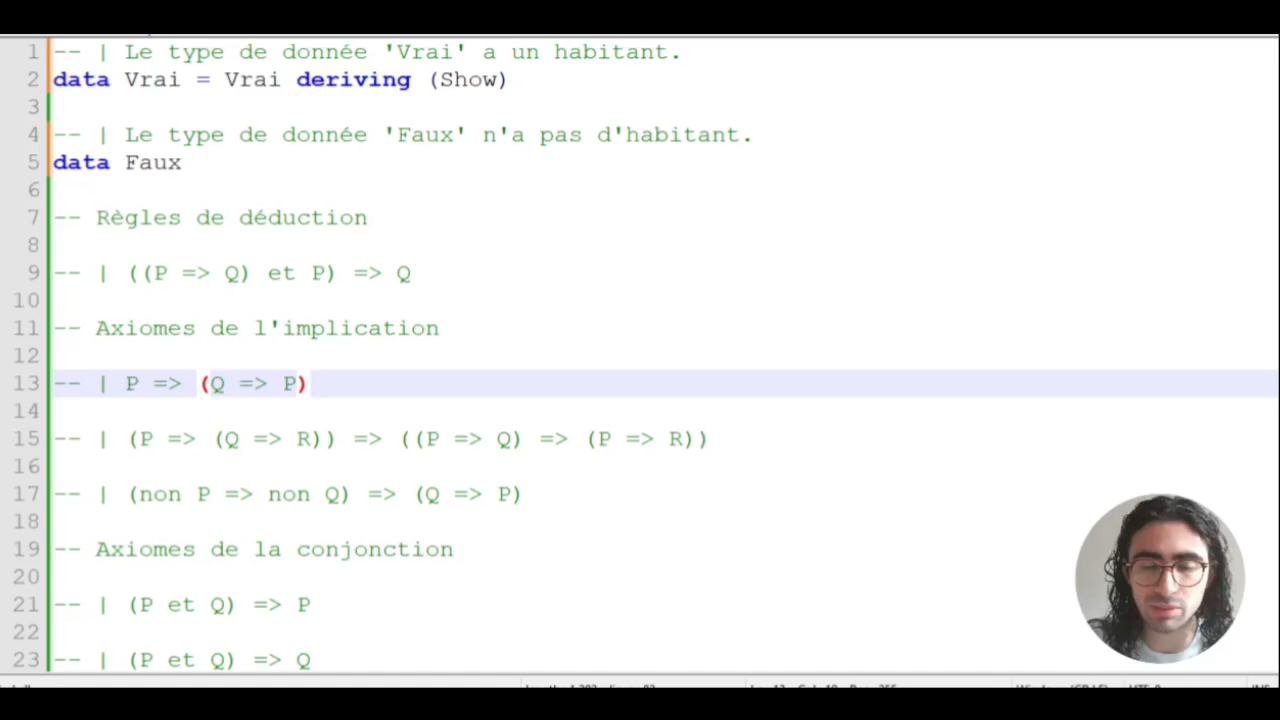 1 -- | Le type de donnée 'Vrai' a un habitant.
2 data Vrai = Vrai deriving (Show)
3
4 -- | Le type de donnée 'Faux' n'a pas d'habitant.
5 data Faux
6
7 -- Règles de déduction
8
9 -- | ((P => Q) et P) => Q
10
11 -- Axiomes de l'implication
12
13 -- | P => (Q => P)
14
15 -- | (P => (Q => R)) => ((P => Q) => (P => R))
16
17 -- | (non P => non Q) => (Q => P)
18
19 -- Axiomes de la conjonction
20
21 -- | (P et Q) => P
22
23 -- | (P et Q) => Q